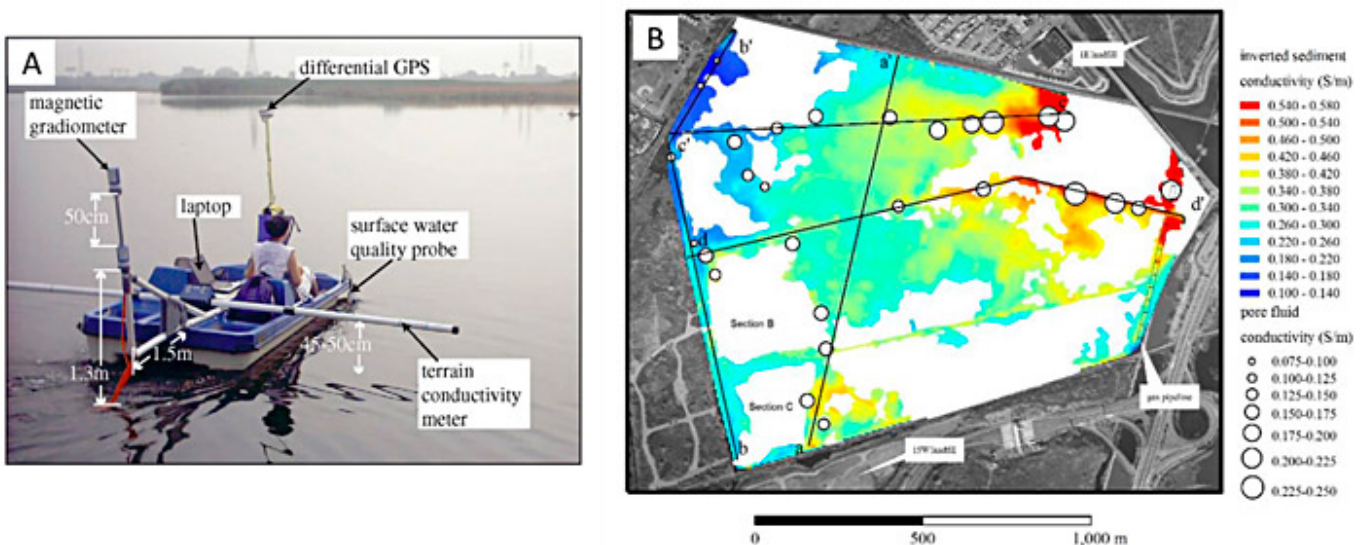 A
differential GPS
magnetic
gradiometer
50cm
laptop
surface water
quality probe
1.5m
1.3m
45-50cm
terrain
conductivity
meter
B
b'
a'
c
c'
d'
d
Section B
Section C
b
a
gas pipeline
15W landfill
0
500
1,000 m
inverted sediment
conductivity (S/m)
0.540 - 0.580
0.500 - 0.540
0.460 - 0.500
0.420 - 0.460
0.380 - 0.420
0.340 - 0.380
0.300 - 0.340
0.260 - 0.300
0.220 - 0.260
0.180 - 0.220
0.140 - 0.180
0.100 - 0.140
pore fluid
conductivity (S/m)
0.075-0.100
0.100-0.125
0.125-0.150
0.150-0.175
0.175-0.200
0.200-0.225
0.225-0.250